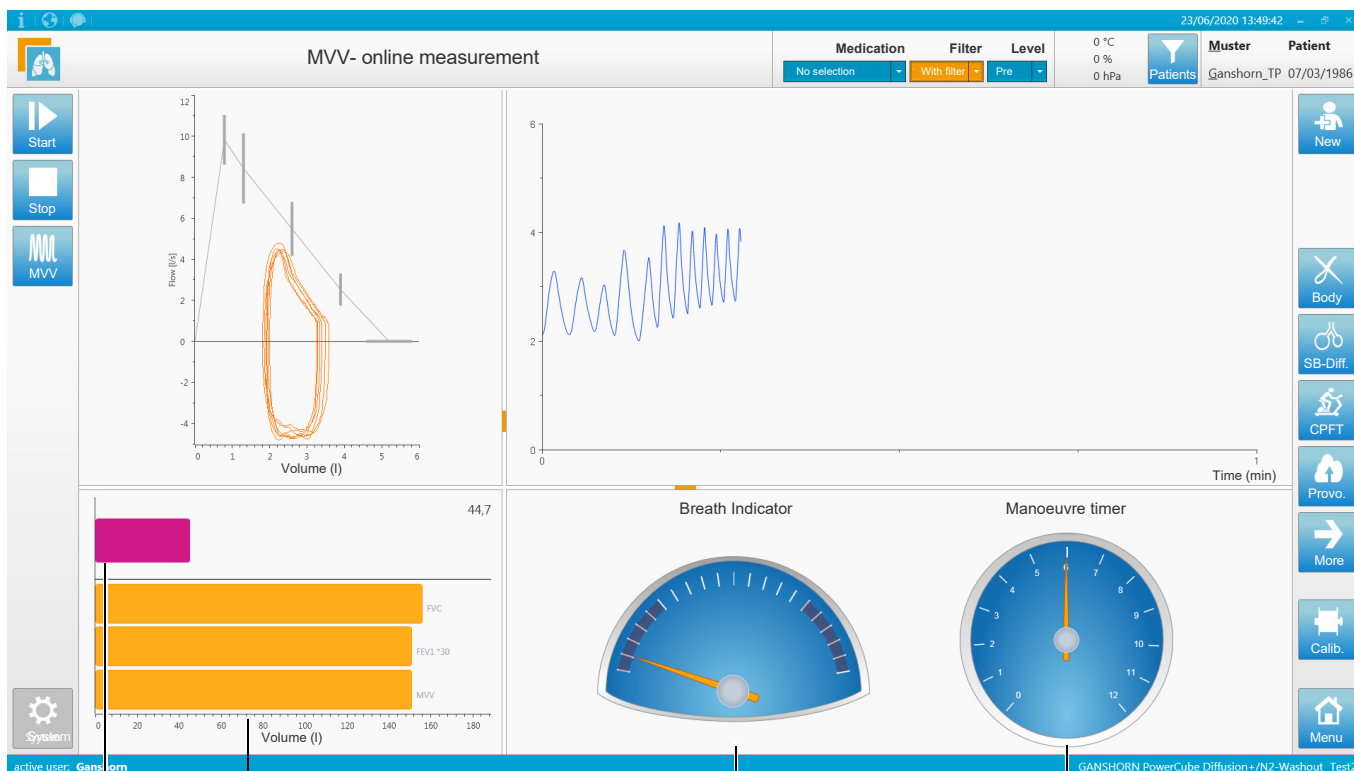 23/06/2020 13:49:42
MVV- online measurement
Medication Filter Level
No selection With filter Pre
0 °C
0 %
0 hPa
Patients
Muster Patient
Ganshorn_TP 07/03/1986
Start
Stop
MVV
System
12
10
8
6
4
2
0
-2
-4
Flow [l/s]
0 1 2 3 4 5 6
Volume (l)
6
4
2
0
0 1
Time (min)
44,7
FVC
FEV1 *30
MVV
0 20 40 60 80 100 120 140 160 180
Volume (l)
Breath Indicator
Manoeuvre timer
0 1 2 3 4 5 6 7 8 9 10 11 12
New
Body
SB-Diff.
CPFT
Provo.
More
Calib.
Menu
active user: Ganshorn
GANSHORN PowerCube Diffusion+/N2-Washout Test2